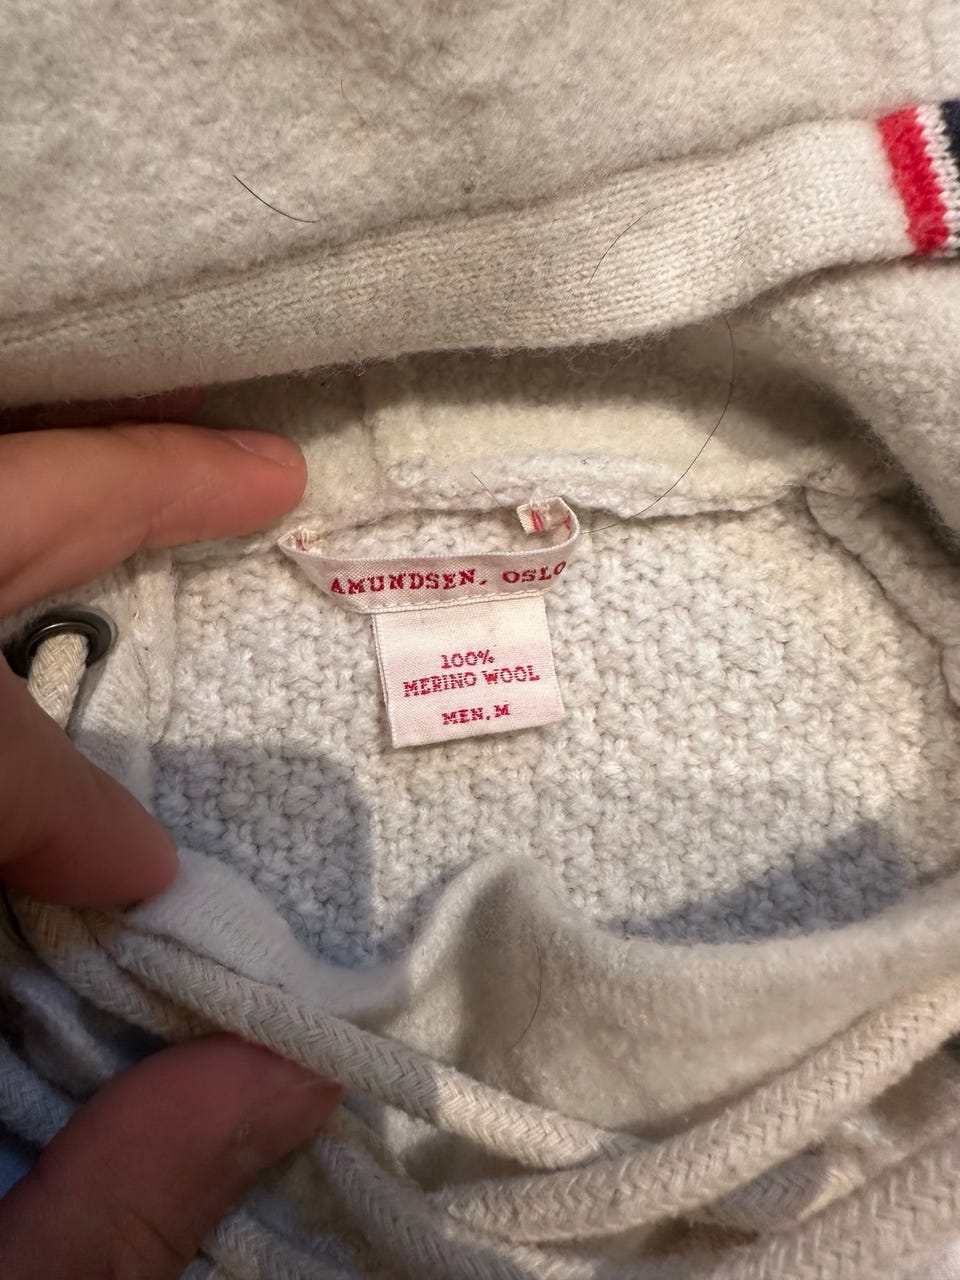 AMUNDSEN. OSLO
100%
MERINO WOOL
MEN. M